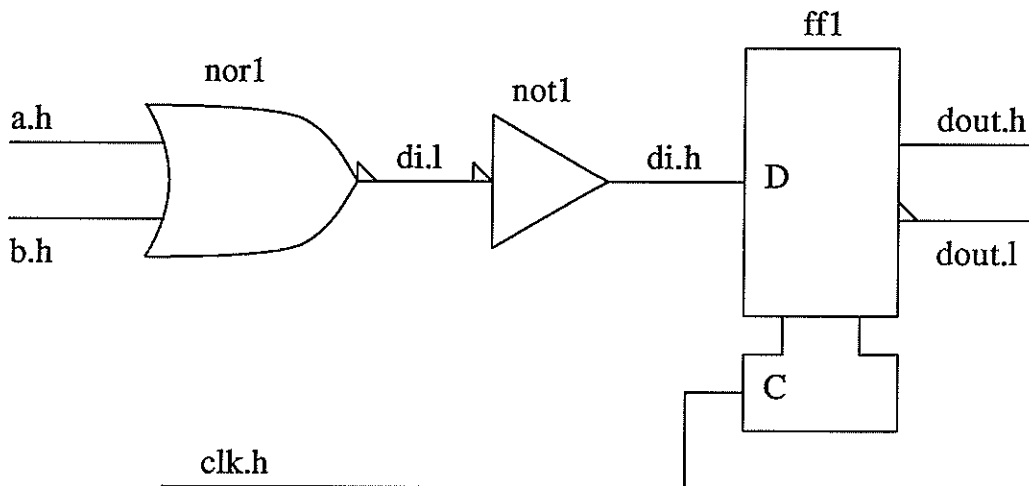 ff1
nor1
not1
a.h
di.l
di.h
dout.h
D
b.h
dout.l
C
clk.h